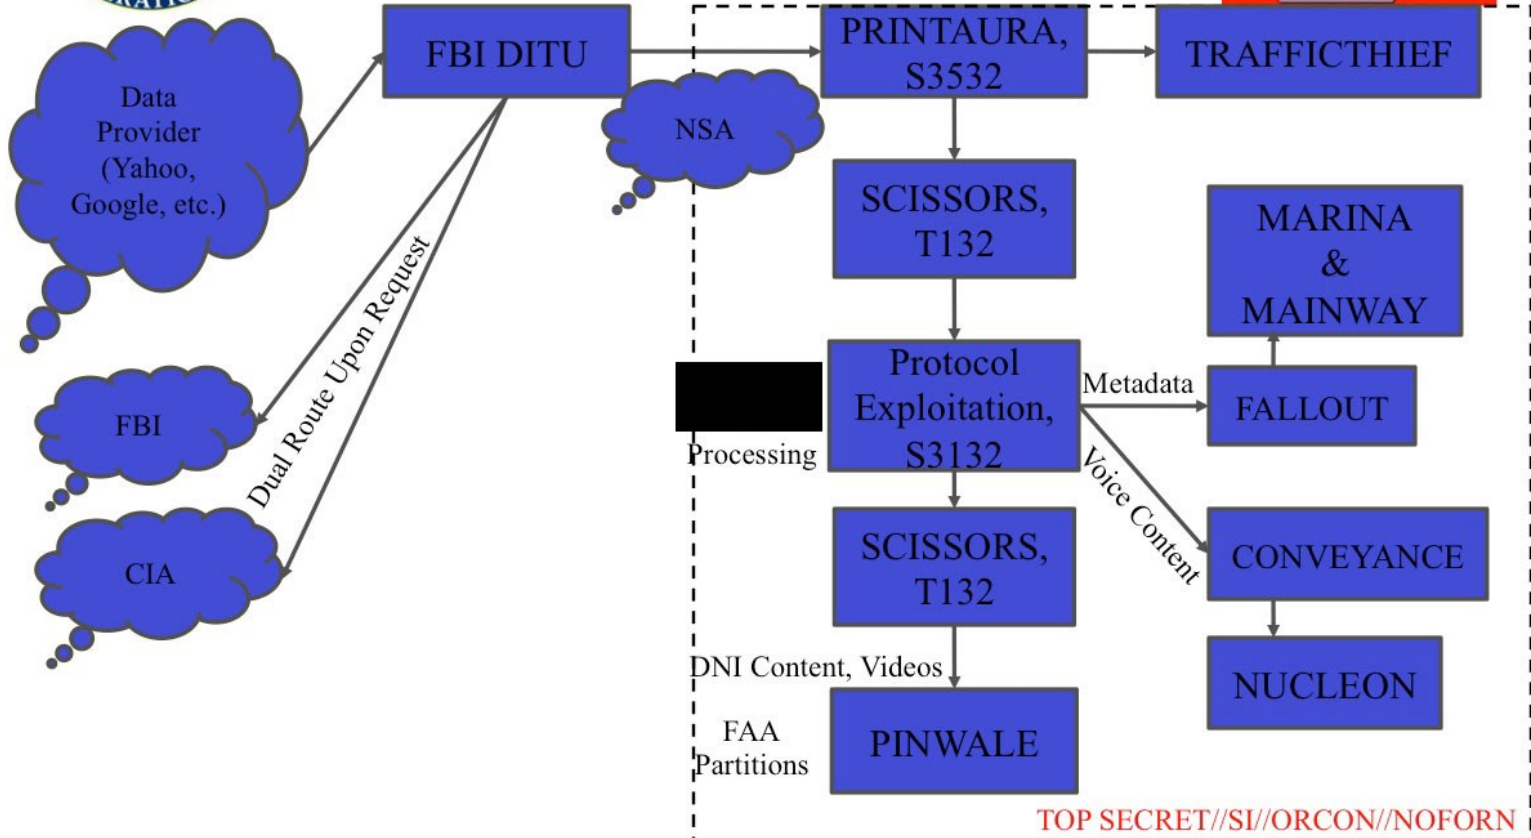 RATIO
FBI DITU
PRINTAURA,
S3532
TRAFFICTHIEF
Data
Provider
(Yahoo,
Google, etc.)
NSA
SCISSORS,
T132
MARINA
&
MAINWAY
Dual Route Upon Request
FBI
Protocol
Exploitation,
S3132
Metadata
FALLOUT
Processing
Voice Content
CIA
SCISSORS,
T132
CONVEYANCE
DNI Content, Videos
NUCLEON
FAA
Partitions
PINWALE
TOP SECRET//SI//ORCON//NOFORN